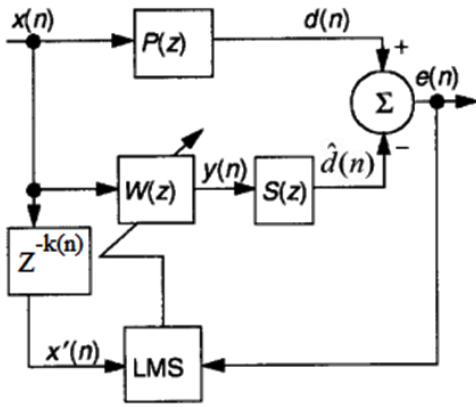 x(n)
P(z)
d(n)
+
Σ
e(n)
W(z)
y(n)
S(z)
d̂(n)
−
Z^-k(n)
x'(n)
LMS